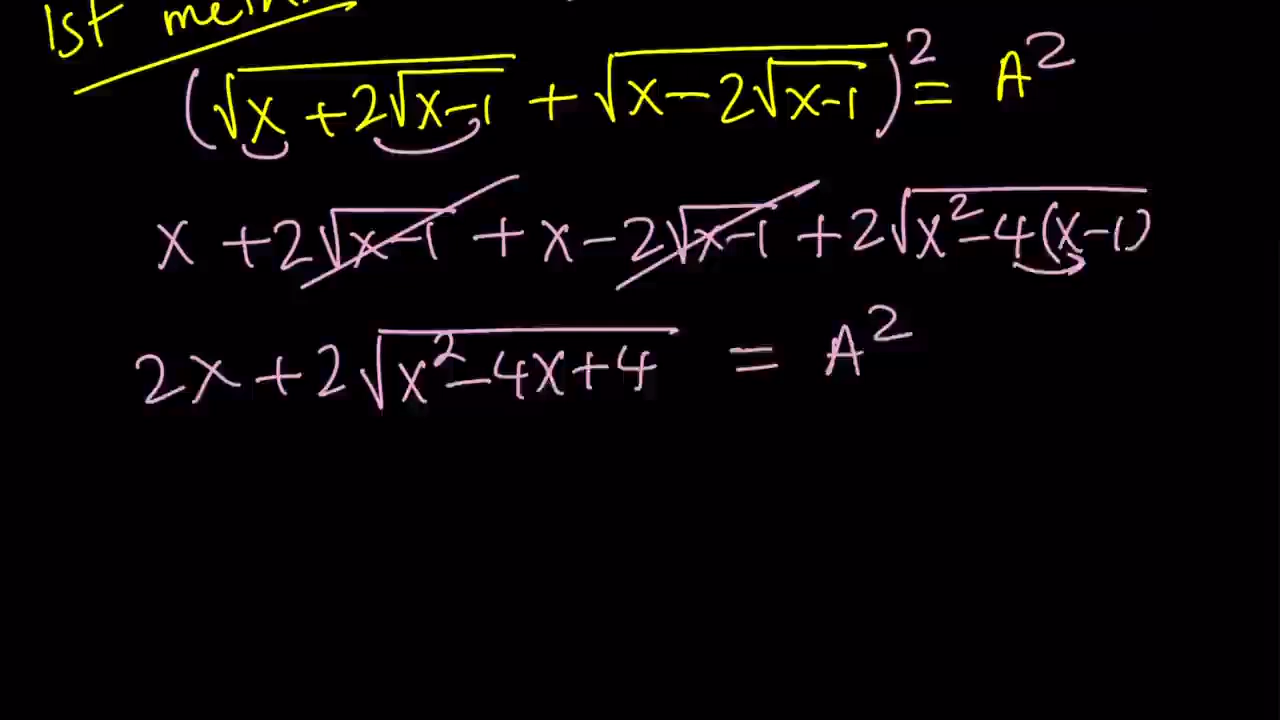 1st
(√(x + 2√(x-1)) + √(x - 2√(x-1)))² = A²
x + 2√(x-1) + x - 2√(x-1) + 2√(x² - 4(x-1))
2x + 2√(x² - 4x + 4) = A²